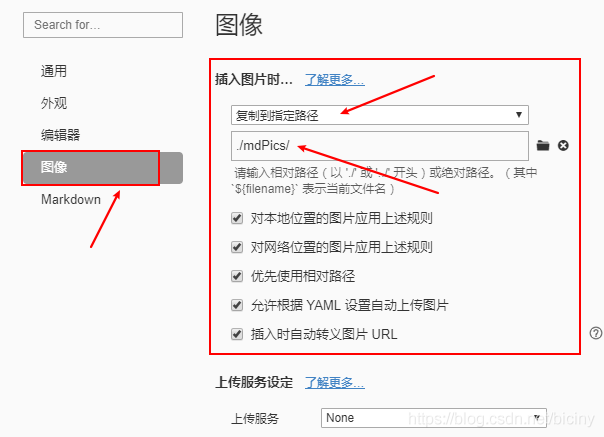 Search for…
图像
通用
外观
编辑器
图像
Markdown
插入图片时… 了解更多…
复制到指定路径
./mdPics/
请输入相对路径（以 './' 或 '../' 开头）或绝对路径。（其中
`${filename}` 表示当前文件名）
对本地位置的图片应用上述规则
对网络位置的图片应用上述规则
优先使用相对路径
允许根据 YAML 设置自动上传图片
插入时自动转义图片 URL
上传服务设定 了解更多…
上传服务 None
https://blog.csdn.net/biciny